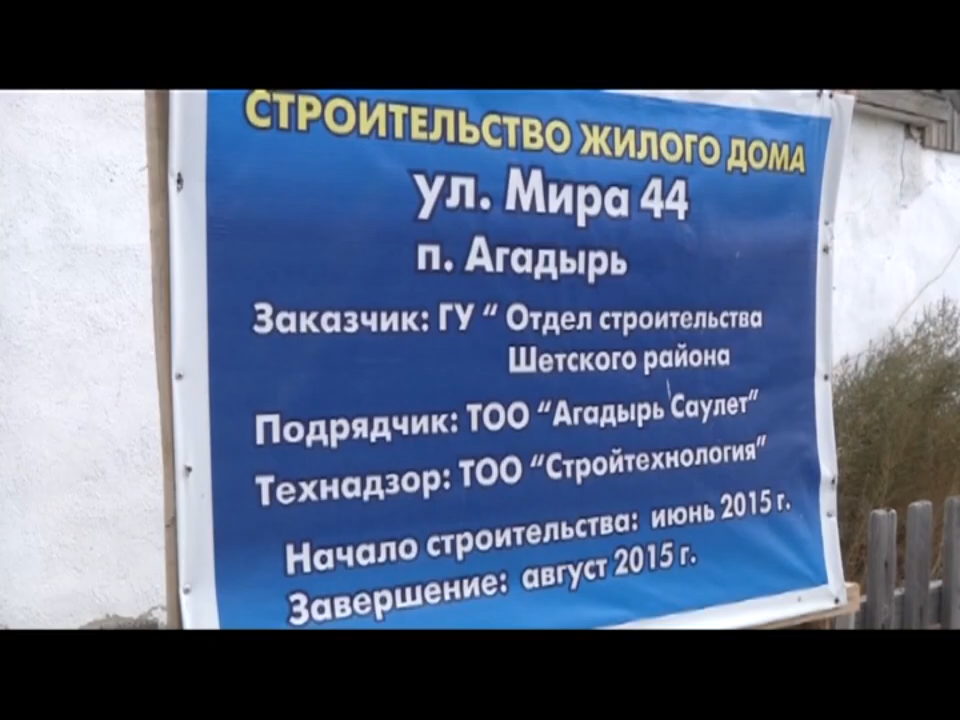 СТРОИТЕЛЬСТВО ЖИЛОГО ДОМА
ул. Мира 44
п. Агадырь
Заказчик: ГУ “ Отдел строительства
Шетского района
Подрядчик: ТОО “Агадырь Саулет”
Технадзор: ТОО “Стройтехнология”
Начало строительства: июнь 2015 г.
Завершение: август 2015 г.